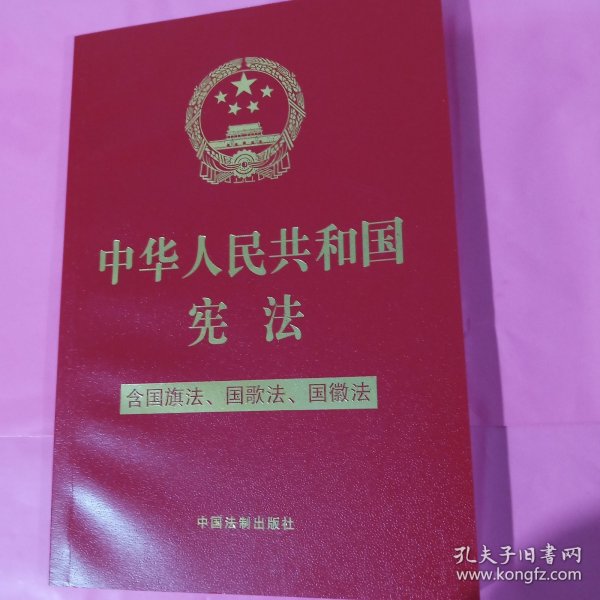 中华人民共和国
宪法
含国旗法、国歌法、国徽法
中国法制出版社
孔夫子旧書网
www.kongfz.com